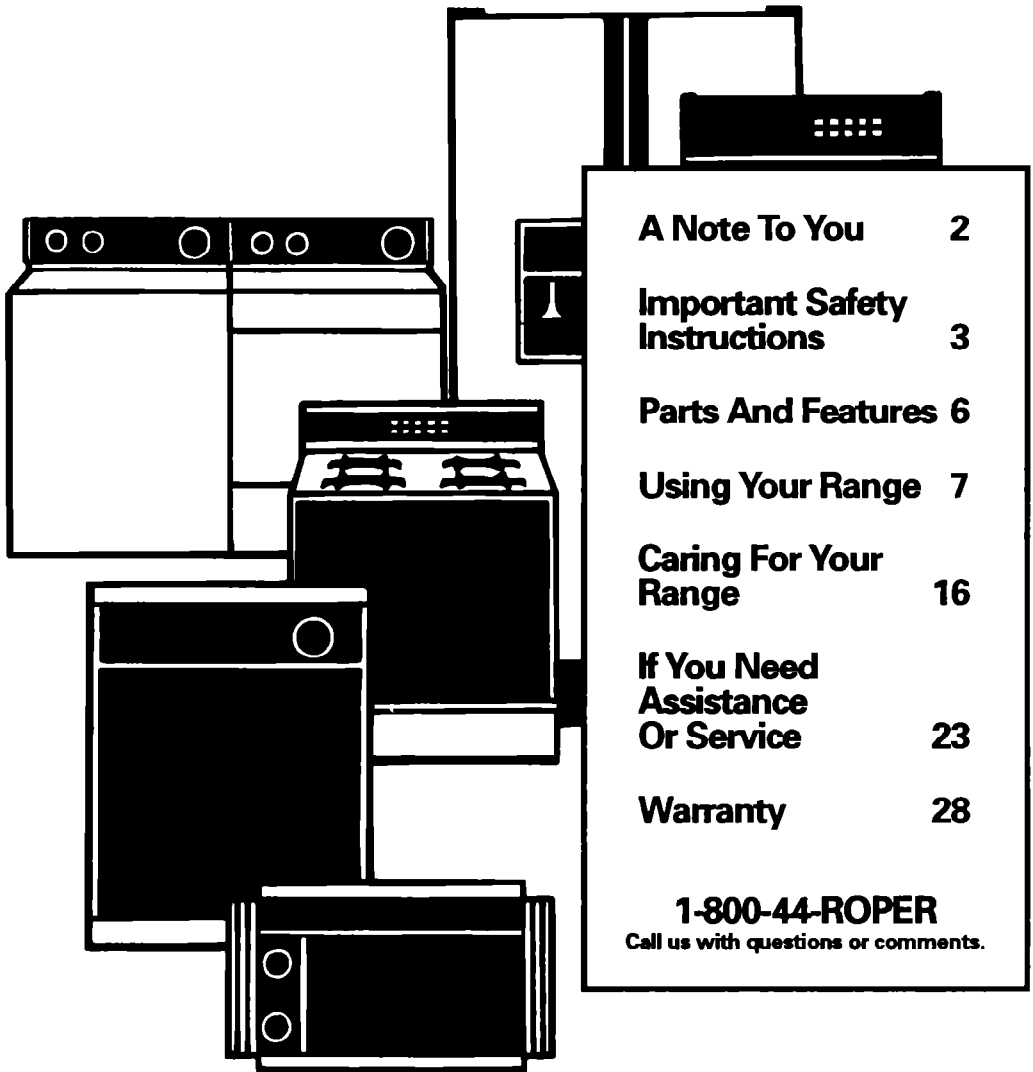 A Note To You 2
Important Safety
Instructions 3
Parts And Features 6
Using Your Range 7
Caring For Your
Range 16
If You Need
Assistance
Or Service 23
Warranty 28
1-800-44-ROPER
Call us with questions or comments.